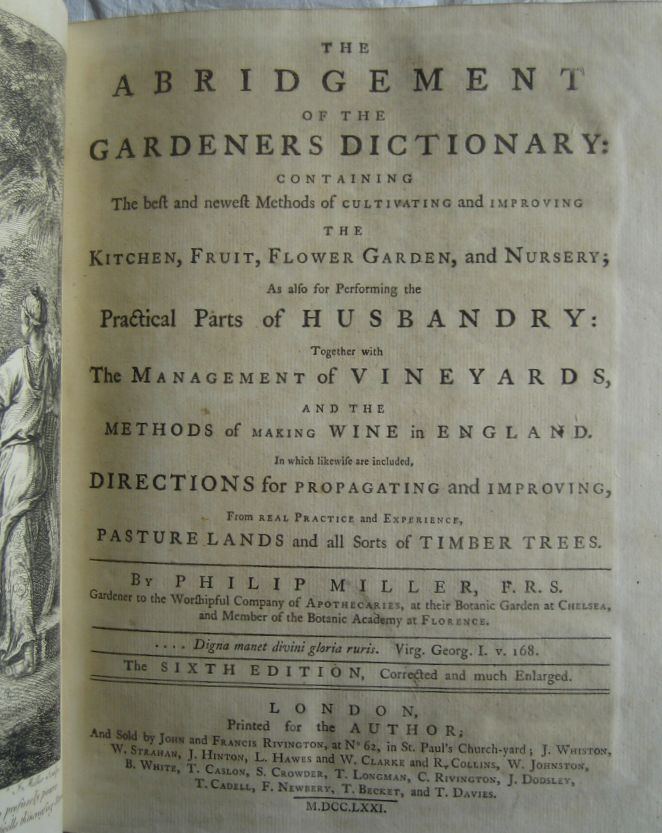 THE
ABRIDGEMENT
OF THE
GARDENERS DICTIONARY:
CONTAINING
The beſt and neweſt Methods of CULTIVATING and IMPROVING
THE
KITCHEN, FRUIT, FLOWER GARDEN, and NURSERY;
As alſo for Performing the
Practical Parts of HUSBANDRY:
Together with
The MANAGEMENT of VINEYARDS,
AND THE
METHODS of MAKING WINE in ENGLAND.
In which likewiſe are included,
DIRECTIONS for PROPAGATING and IMPROVING,
From REAL PRACTICE and EXPERIENCE,
PASTURE LANDS and all Sorts of TIMBER TREES.
By PHILIP MILLER, F.R.S.
Gardener to the Worſhipful Company of APOTHECARIES, at their Botanic Garden at CHELSEA,
and Member of the Botanic Academy at FLORENCE.
.... Digna manet divini gloria ruris. Virg. Georg. I. v. 168.
The SIXTH EDITION, Corrected and much Enlarged.
LONDON,
Printed for the AUTHOR;
And Sold by JOHN and FRANCIS RIVINGTON, at Nº 62, in St. Paul's Church-yard; J. WHISTON,
W. STRAHAN, J. HINTON, L. HAWES and W. CLARKE and R. COLLINS, W. JOHNSTON,
B. WHITE, T. CASLON, S. CROWDER, T. LONGMAN, C. RIVINGTON, J. DODSLEY,
T. CADELL, F. NEWBERY, T. BECKET, and T. DAVIES.
M.DCC.LXXI.